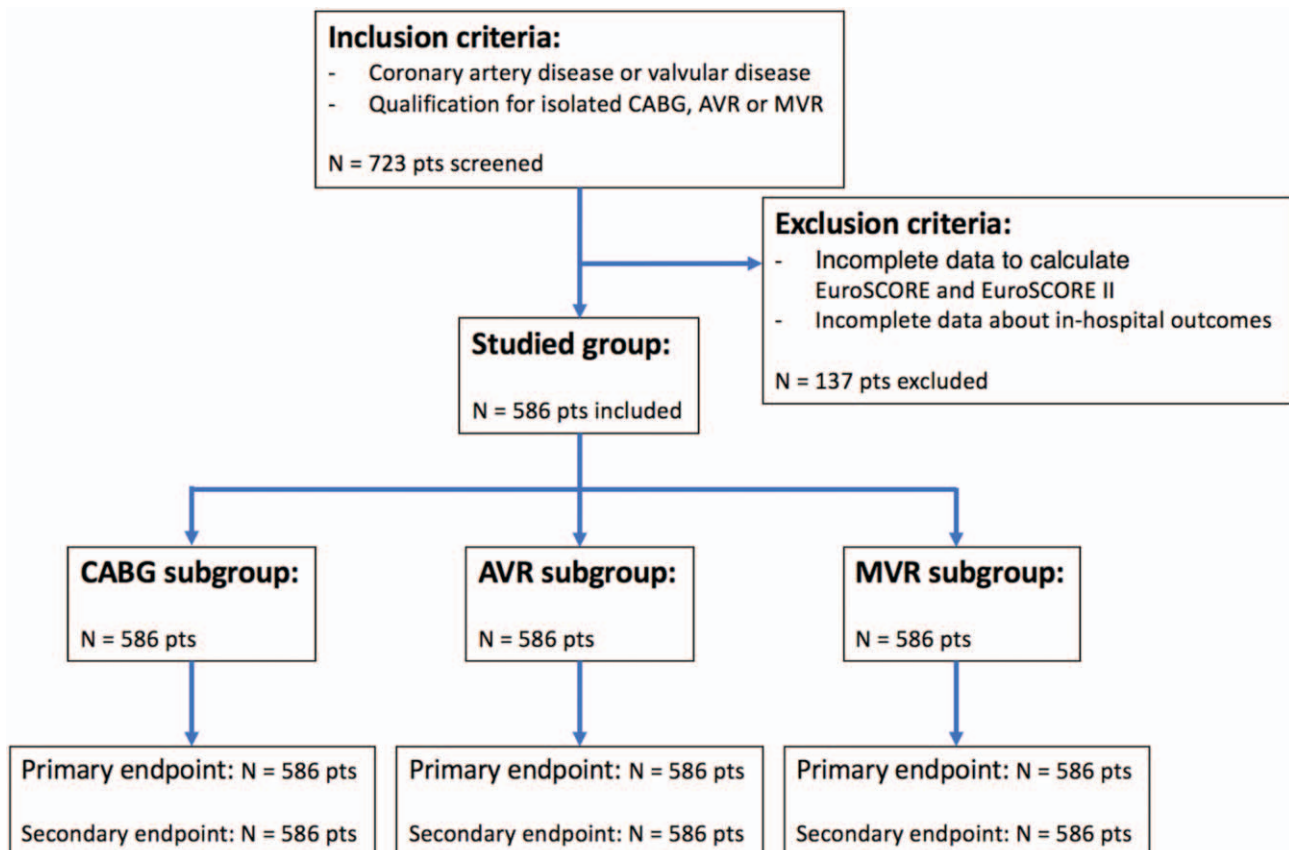 Inclusion criteria:
- Coronary artery disease or valvular disease
- Qualification for isolated CABG, AVR or MVR
N = 723 pts screened
Exclusion criteria:
- Incomplete data to calculate
EuroSCORE and EuroSCORE II
- Incomplete data about in-hospital outcomes
N = 137 pts excluded
Studied group:
N = 586 pts included
CABG subgroup:
N = 586 pts
AVR subgroup:
N = 586 pts
MVR subgroup:
N = 586 pts
Primary endpoint: N = 586 pts
Secondary endpoint: N = 586 pts
Primary endpoint: N = 586 pts
Secondary endpoint: N = 586 pts
Primary endpoint: N = 586 pts
Secondary endpoint: N = 586 pts